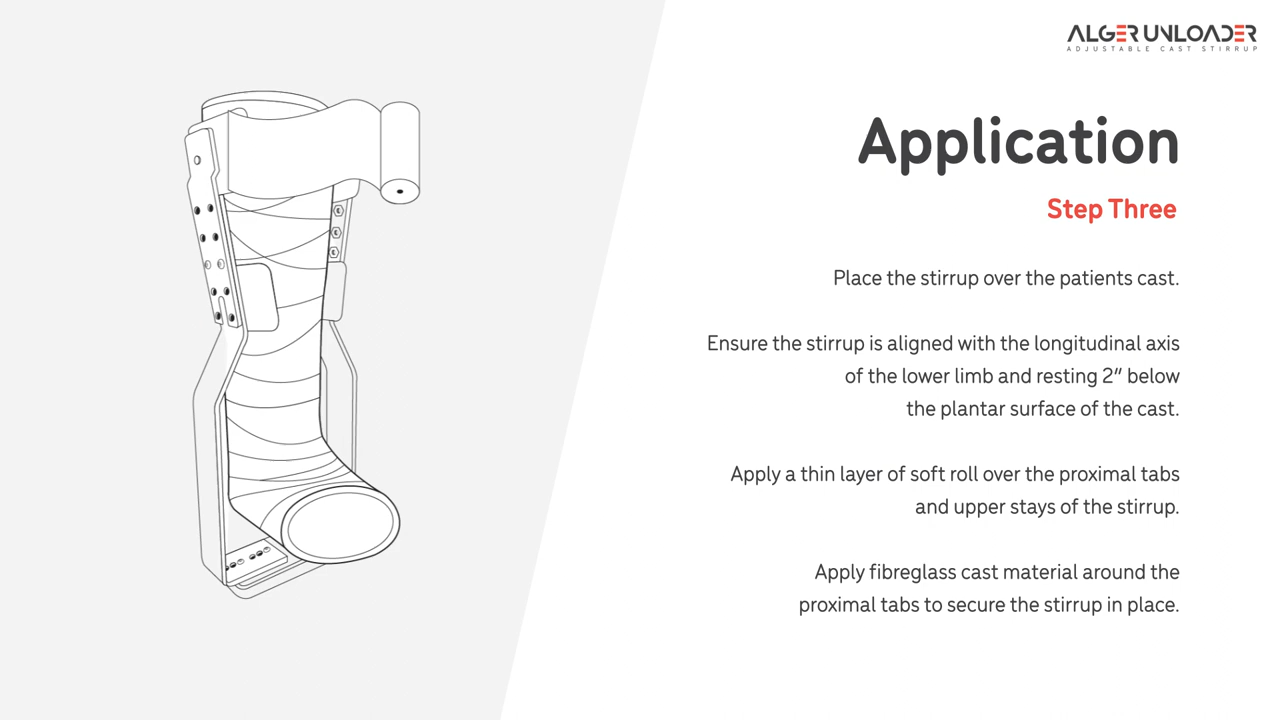 ALGER UNLOADER
ADJUSTABLE CAST STIRRUP
Application
Step Three
Place the stirrup over the patients cast.
Ensure the stirrup is aligned with the longitudinal axis
of the lower limb and resting 2” below
the plantar surface of the cast.
Apply a thin layer of soft roll over the proximal tabs
and upper stays of the stirrup.
Apply fibreglass cast material around the
proximal tabs to secure the stirrup in place.